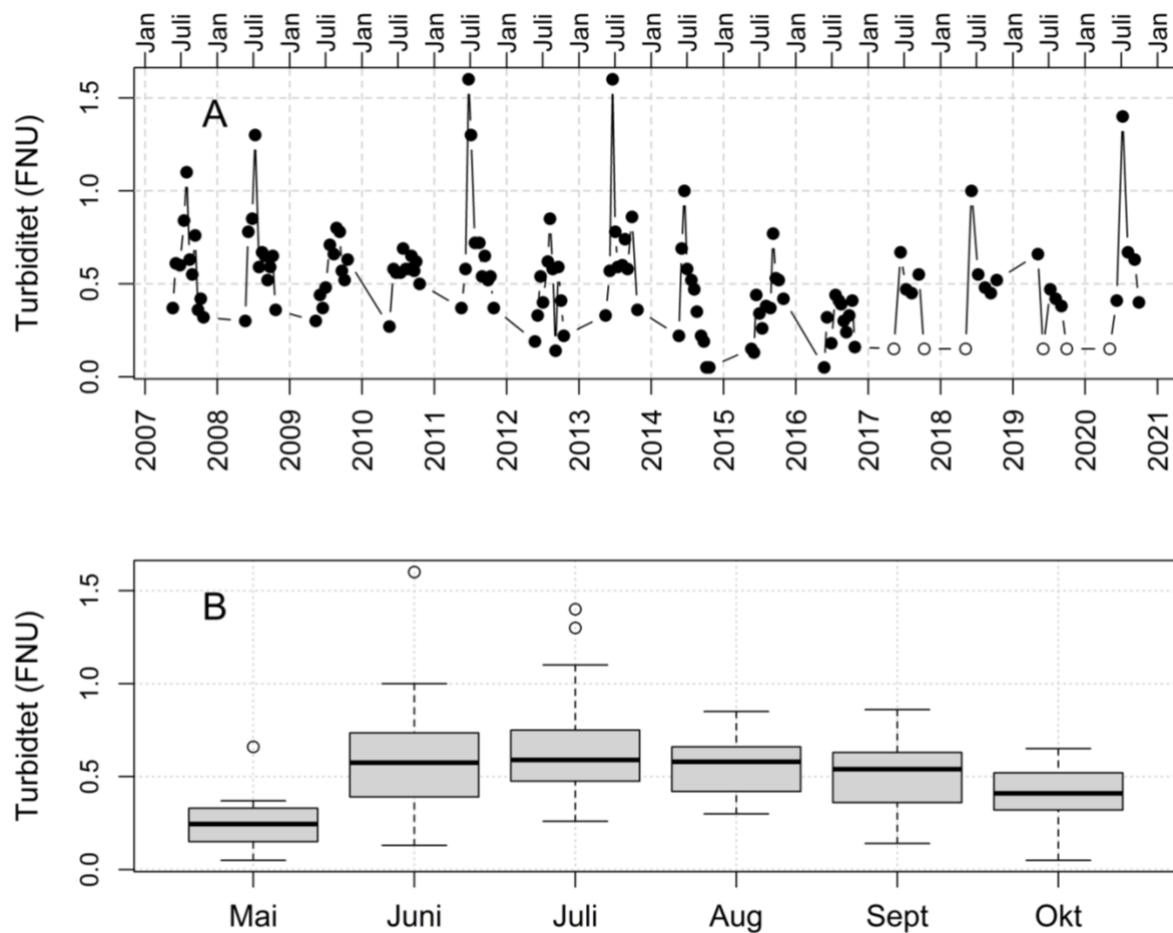 Jan Juli Jan Juli Jan Juli Jan Juli Jan Juli Jan Juli Jan Juli Jan Juli Jan Juli Jan Juli Jan Juli Jan Juli Jan Juli Jan Juli Jan
A
Turbiditet (FNU)
1.5
1.0
0.5
0.0
2007 2008 2009 2010 2011 2012 2013 2014 2015 2016 2017 2018 2019 2020 2021
B
Turbidtet (FNU)
1.5
1.0
0.5
0.0
Mai Juni Juli Aug Sept Okt